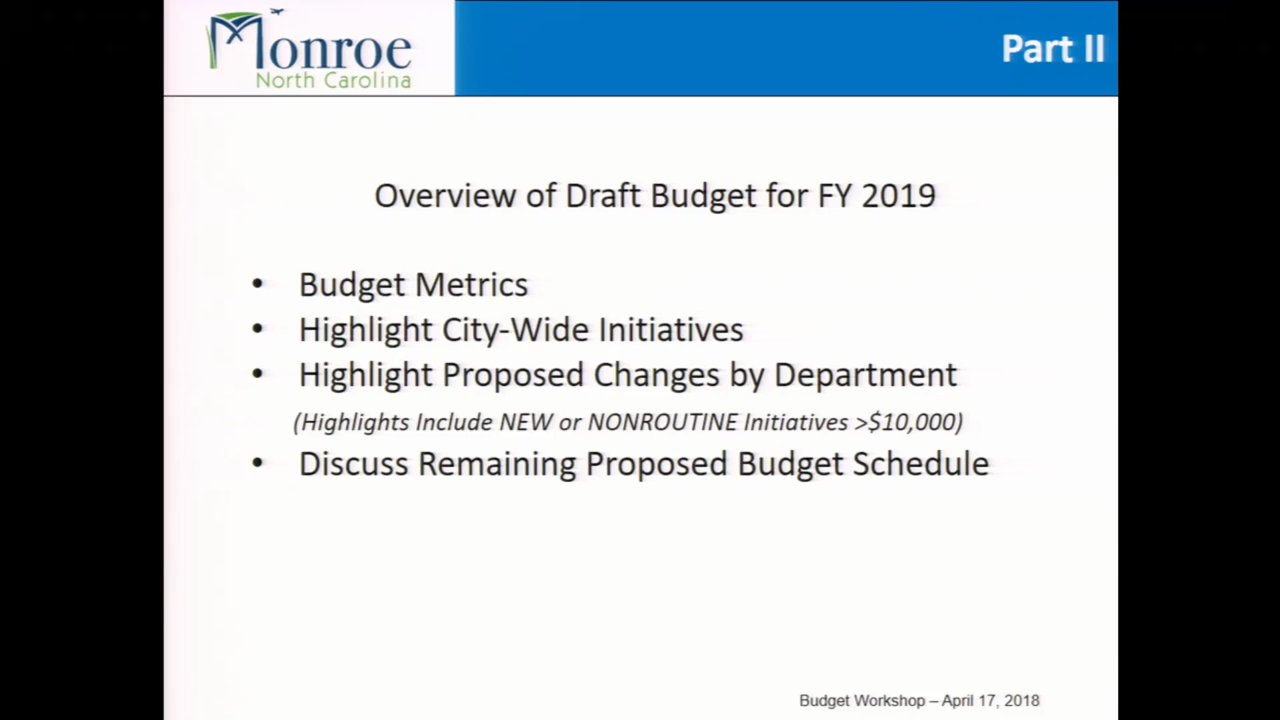 Monroe
North Carolina
Part II
Overview of Draft Budget for FY 2019
• Budget Metrics
• Highlight City-Wide Initiatives
• Highlight Proposed Changes by Department
(Highlights Include NEW or NONROUTINE Initiatives >$10,000)
• Discuss Remaining Proposed Budget Schedule
Budget Workshop – April 17, 2018